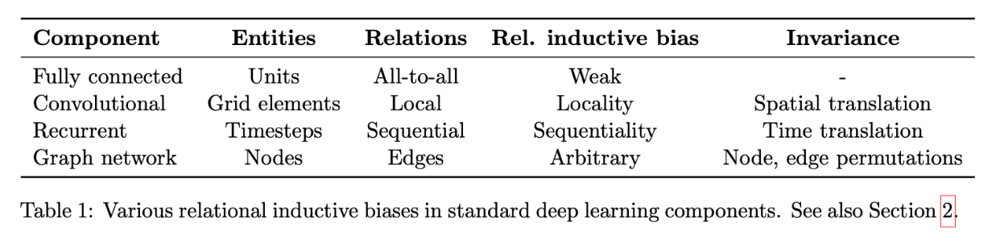 Component Entities Relations Rel. inductive bias Invariance
Fully connected Units All-to-all Weak -
Convolutional Grid elements Local Locality Spatial translation
Recurrent Timesteps Sequential Sequentiality Time translation
Graph network Nodes Edges Arbitrary Node, edge permutations
Table 1: Various relational inductive biases in standard deep learning components. See also Section 2.